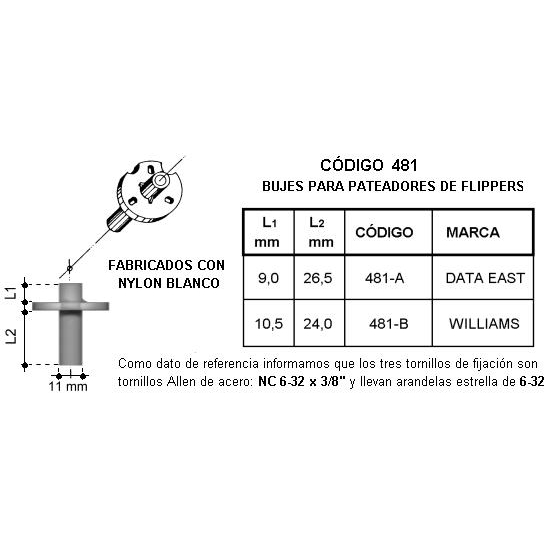 CÓDIGO 481
BUJES PARA PATEADORES DE FLIPPERS
L1 mm L2 mm CÓDIGO MARCA
9,0 26,5 481-A DATA EAST
10,5 24,0 481-B WILLIAMS
FABRICADOS CON
NYLON BLANCO
L1
L2
11 mm
Como dato de referencia informamos que los tres tornillos de fijación son
tornillos Allen de acero: NC 6-32 x 3/8" y llevan arandelas estrella de 6-32